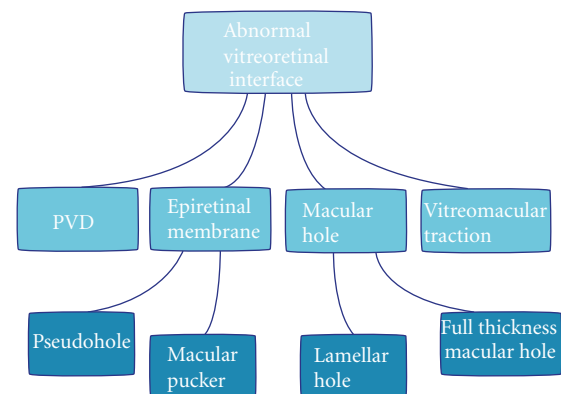 Abnormal
vitreoretinal
interface
PVD
Epiretinal
membrane
Macular
hole
Vitreomacular
traction
Pseudohole
Macular
pucker
Lamellar
hole
Full thickness
macular hole